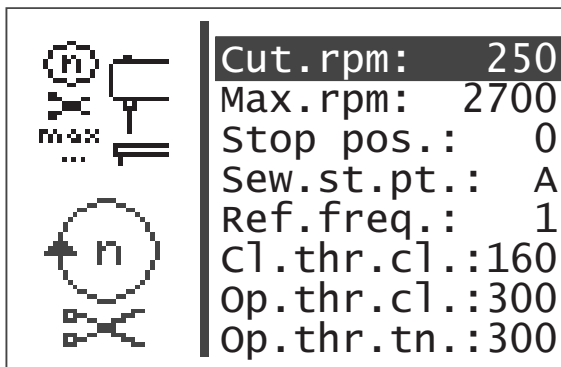 n
max
...
n
Cut.rpm: 250
Max.rpm: 2700
Stop pos.: 0
Sew.st.pt.: A
Ref.freq.: 1
Cl.thr.cl.:160
Op.thr.cl.:300
Op.thr.tn.:300